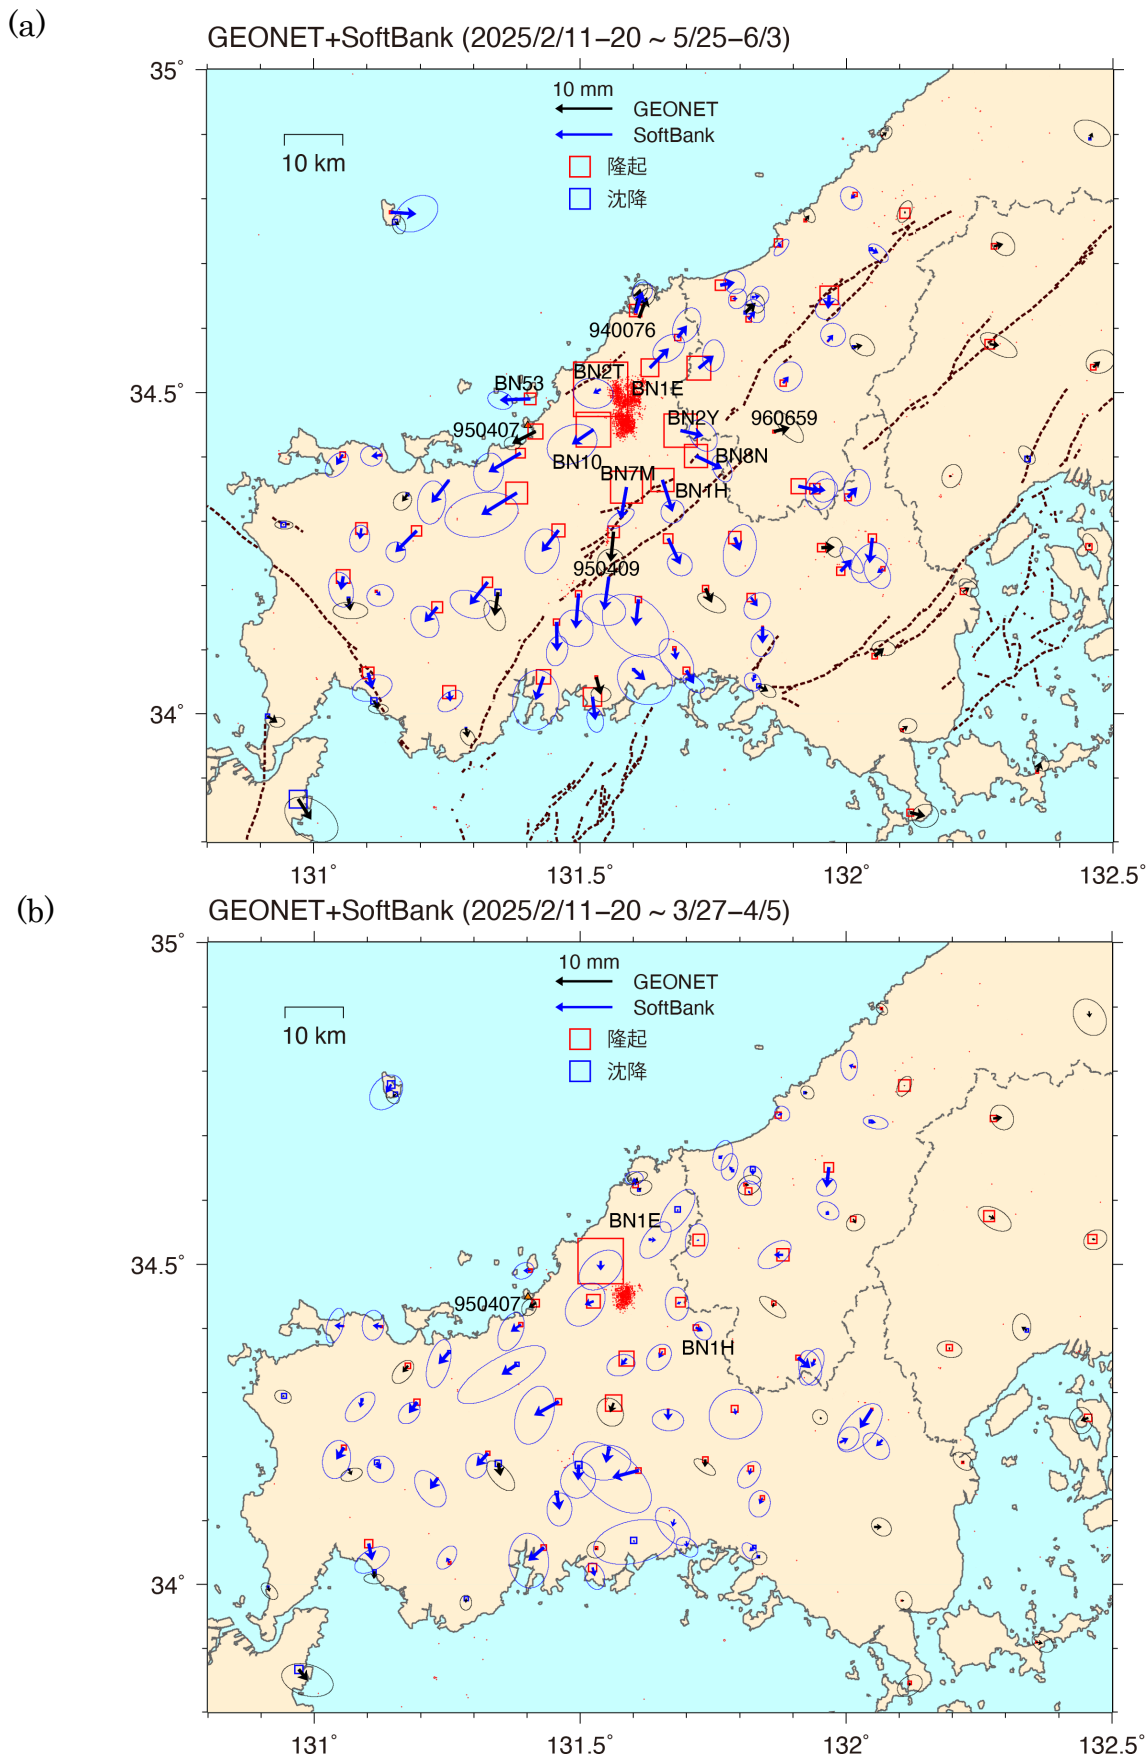 (a)
GEONET+SoftBank (2025/2/11−20 ~ 5/25−6/3)
35°
10 mm
GEONET
SoftBank
10 km
隆起
沈降
940076
BN2T
BN53
BN1E
34.5°
BN2Y
960659
950407
BN10
BN8N
BN7M
BN1H
950409
34°
131°
131.5°
132°
132.5°
(b)
GEONET+SoftBank (2025/2/11−20 ~ 3/27−4/5)
35°
10 mm
GEONET
SoftBank
10 km
隆起
沈降
BN1E
34.5°
950407
BN1H
34°
131°
131.5°
132°
132.5°